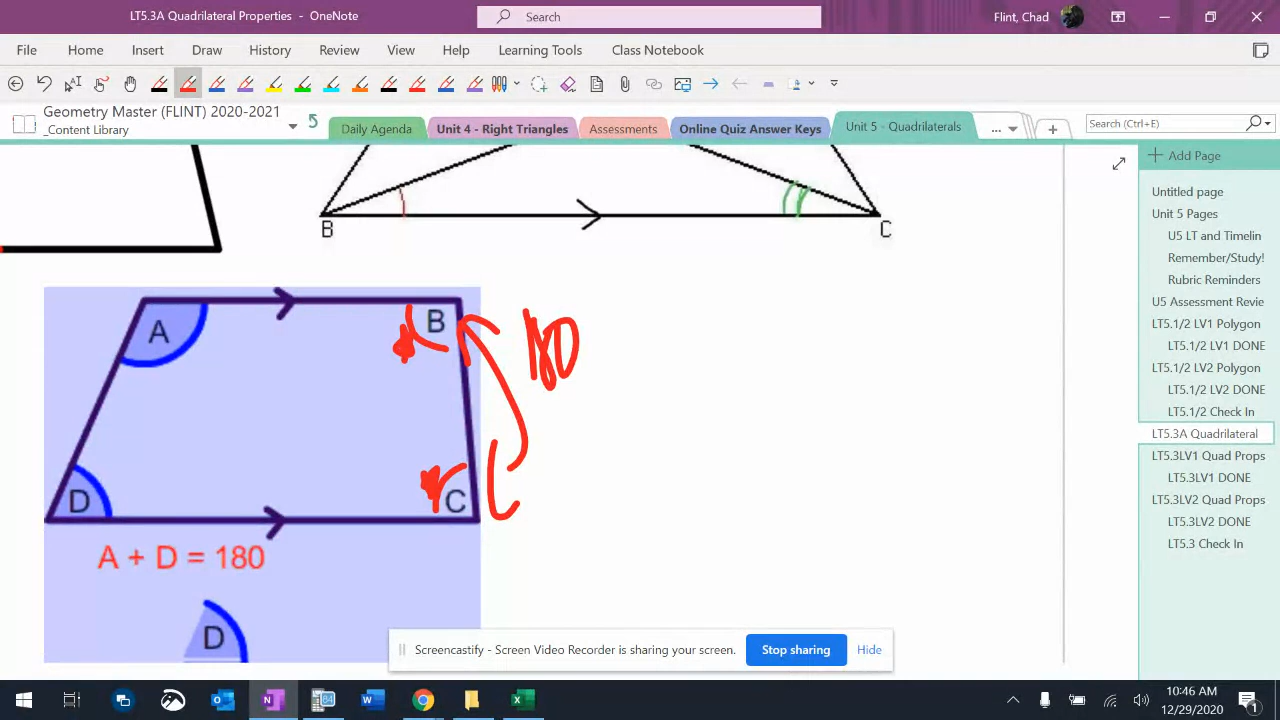 LT5.3A Quadrilateral Properties - OneNote
Search
Flint, Chad
File Home Insert Draw History Review View Help Learning Tools Class Notebook
Geometry Master (FLINT) 2020-2021
_Content Library
Daily Agenda
Unit 4 - Right Triangles
Assessments
Online Quiz Answer Keys
Unit 5 - Quadrilaterals
...
Search (Ctrl+E)
Add Page
Untitled page
Unit 5 Pages
U5 LT and Timelin
Remember/Study!
Rubric Reminders
U5 Assessment Revie
LT5.1/2 LV1 Polygon
LT5.1/2 LV1 DONE
LT5.1/2 LV2 Polygon
LT5.1/2 LV2 DONE
LT5.1/2 Check In
LT5.3A Quadrilateral
LT5.3LV1 Quad Props
LT5.3LV1 DONE
LT5.3LV2 Quad Props
LT5.3LV2 DONE
LT5.3 Check In
B C
A B
180
D C
A + D = 180
D
Screencastify - Screen Video Recorder is sharing your screen.
Stop sharing
Hide
10:46 AM
12/29/2020